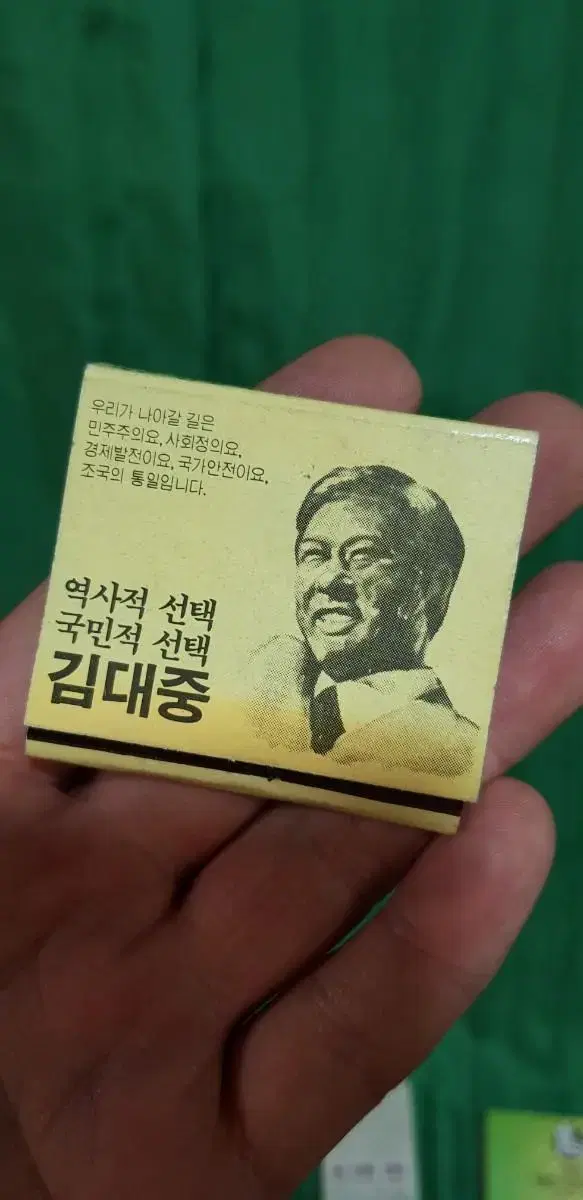 우리가 나아갈 길은
민주주의요, 사회정의요,
경제발전이요, 국가안전이요,
조국의 통일입니다.
역사적 선택
국민적 선택
김대중